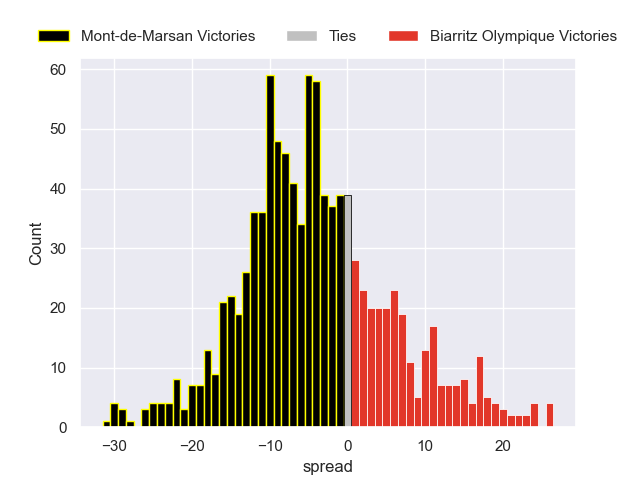 Mont-de-Marsan Victories Ties Biarritz Olympique Victories
60
50
40
30
20
10
0
Count
−30 −20 −10 0 10 20
spread